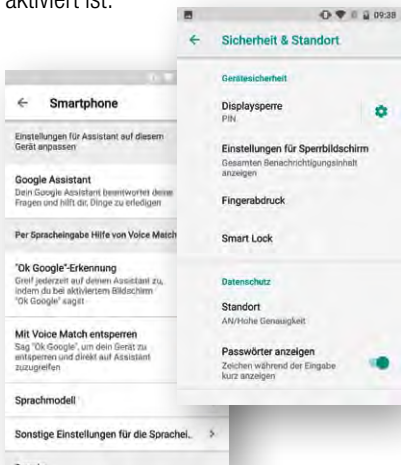 aktiviert ist.
Smartphone
Einstellungen für Assistant auf diesem
Gerät anpassen
Google Assistant
Dein Google Assistant beantwortet deine
Fragen und hilft dir, Dinge zu erledigen
Per Spracheingabe Hilfe von Voice Match
"Ok Google"-Erkennung
Greif jederzeit auf deinen Assistant zu,
indem du bei aktiviertem Bildschirm
"Ok Google" sagst
Mit Voice Match entsperren
Sag "Ok Google", um dein Gerät zu
entsperren und direkt auf Assistant
zuzugreifen
Sprachmodell
Sonstige Einstellungen für die Sprachei..
09:38
Sicherheit & Standort
Gerätesicherheit
Displaysperre
PIN
Einstellungen für Sperrbildschirm
Gesamten Benachrichtigungsinhalt
anzeigen
Fingerabdruck
Smart Lock
Datenschutz
Standort
AN/Hohe Genauigkeit
Passwörter anzeigen
Zeichen während der Eingabe
kurz anzeigen